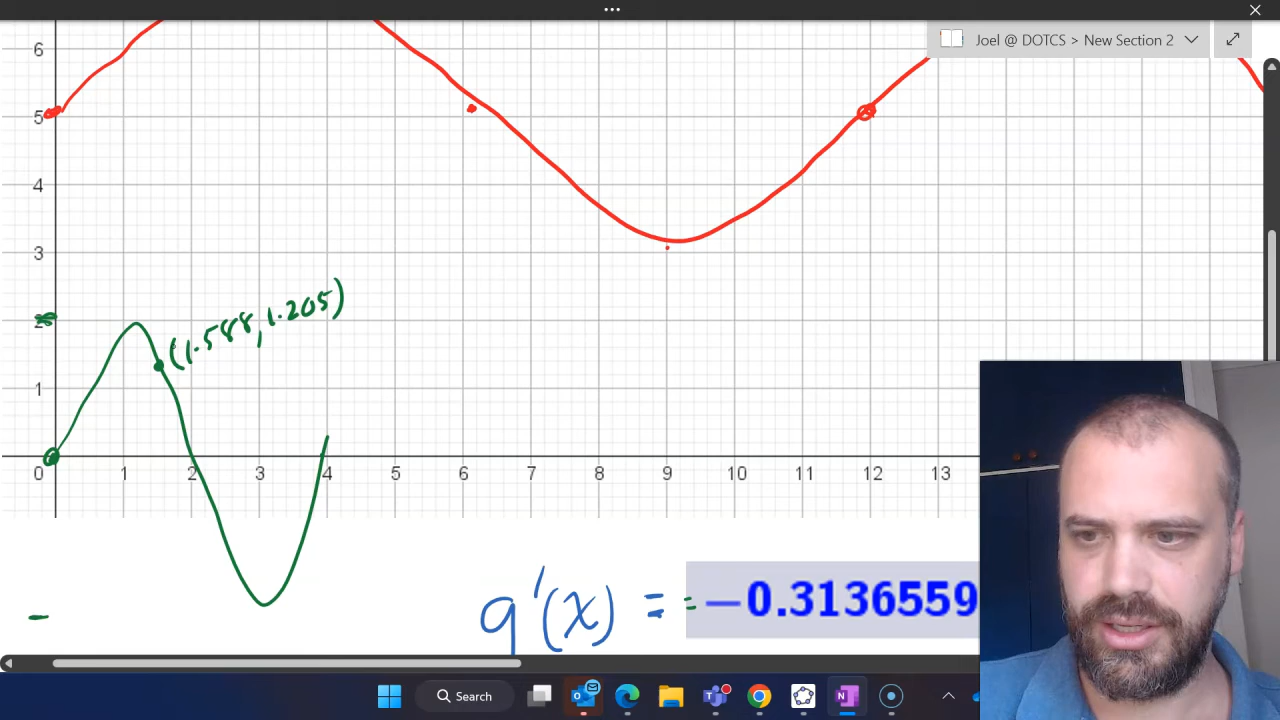 ...
Joel @ DOTCS > New Section 2
6
5
4
3
2
1
(1.588, 1.205)
0 1 2 3 4 5 6 7 8 9 10 11 12 13
g'(x) = = −0.3136559
Search